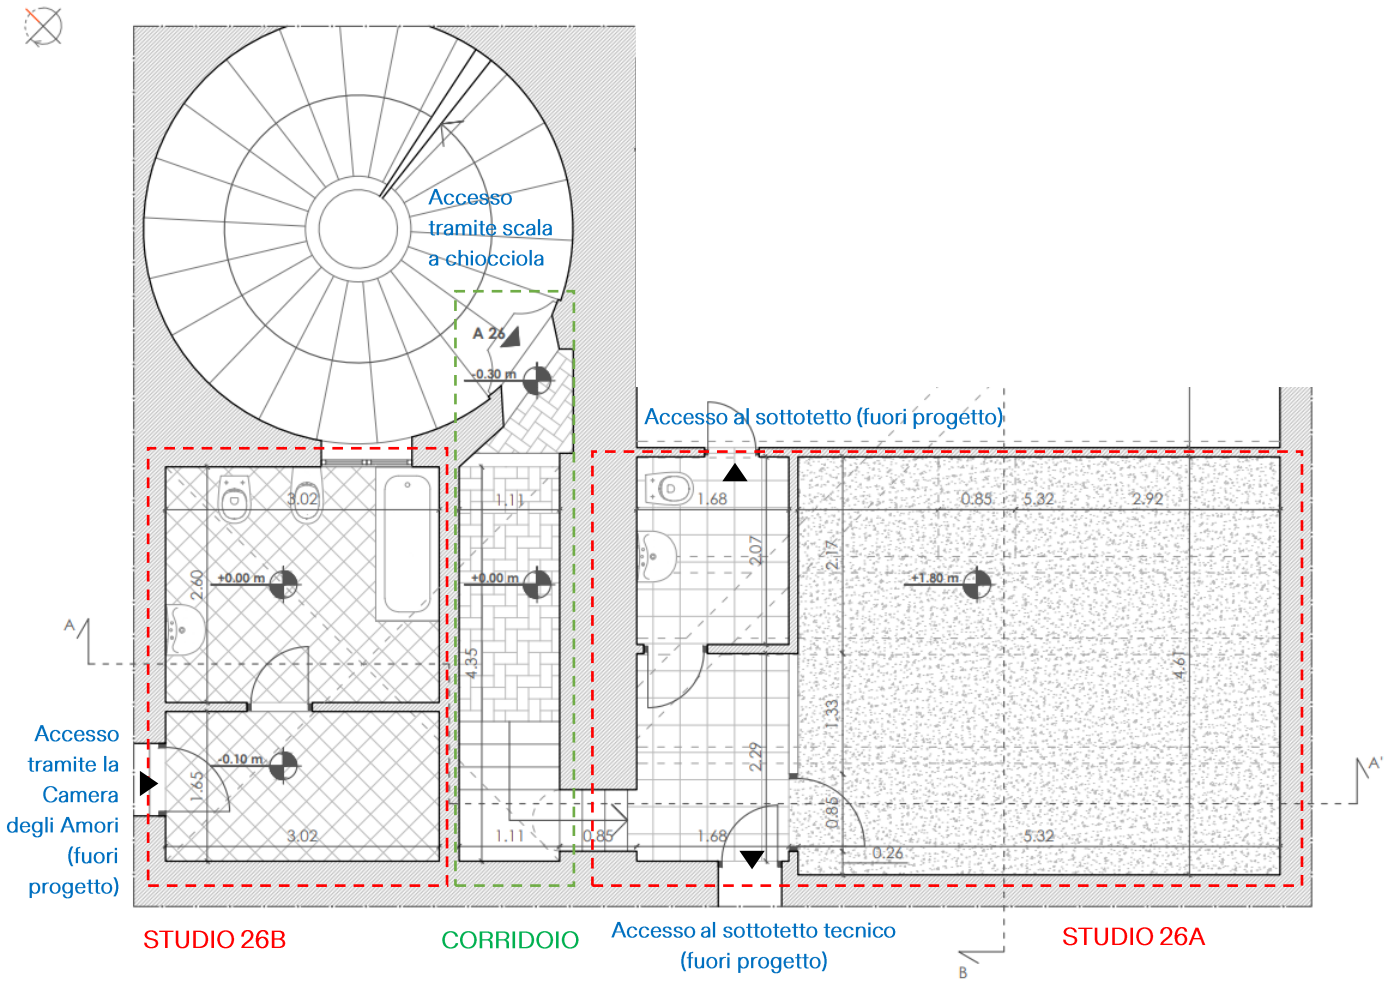 Accesso
tramite scala
a chiocciola
A 26
-0.30 m
Accesso al sottotetto (fuori progetto)
3.02
1.11
1.68
0.85
5.32
2.92
2.07
2.17
+0.00 m
+0.00 m
+1.80 m
2.60
A
4.35
4.61
1.33
Accesso
tramite la
Camera
degli Amori
(fuori
progetto)
-0.10 m
1.65
2.29
A'
0.85
3.02
1.11
0.85
1.68
5.32
0.26
STUDIO 26B
CORRIDOIO
Accesso al sottotetto tecnico
(fuori progetto)
STUDIO 26A
B